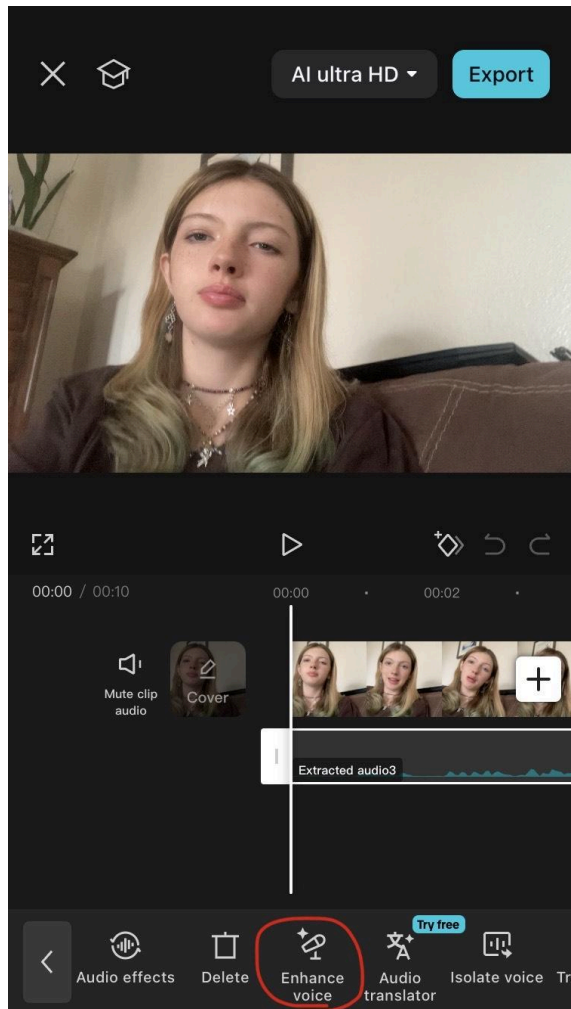 AI ultra HD Export
00:00 / 00:10 00:00 00:02
Mute clip
audio
Cover
Extracted audio3
Try free
Audio effects Delete Enhance
voice Audio
translator Isolate voice Tr